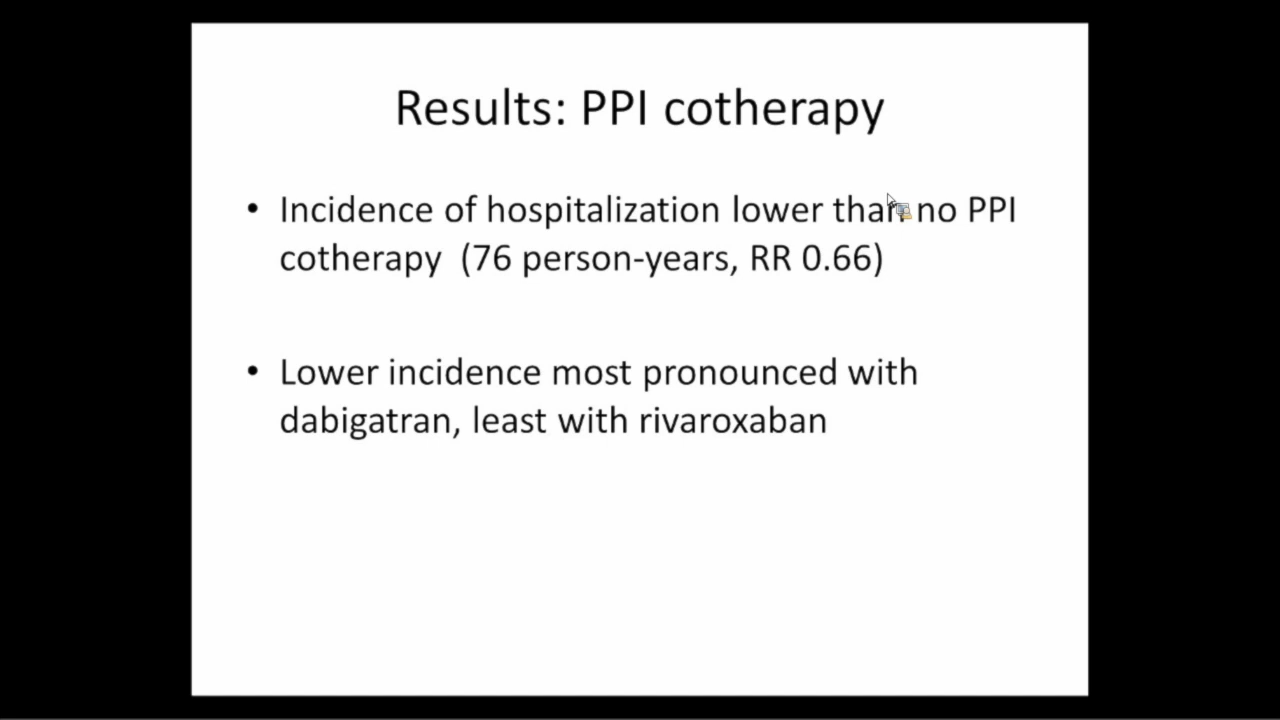 Results: PPI cotherapy
• Incidence of hospitalization lower than no PPI
cotherapy (76 person-years, RR 0.66)
• Lower incidence most pronounced with
dabigatran, least with rivaroxaban